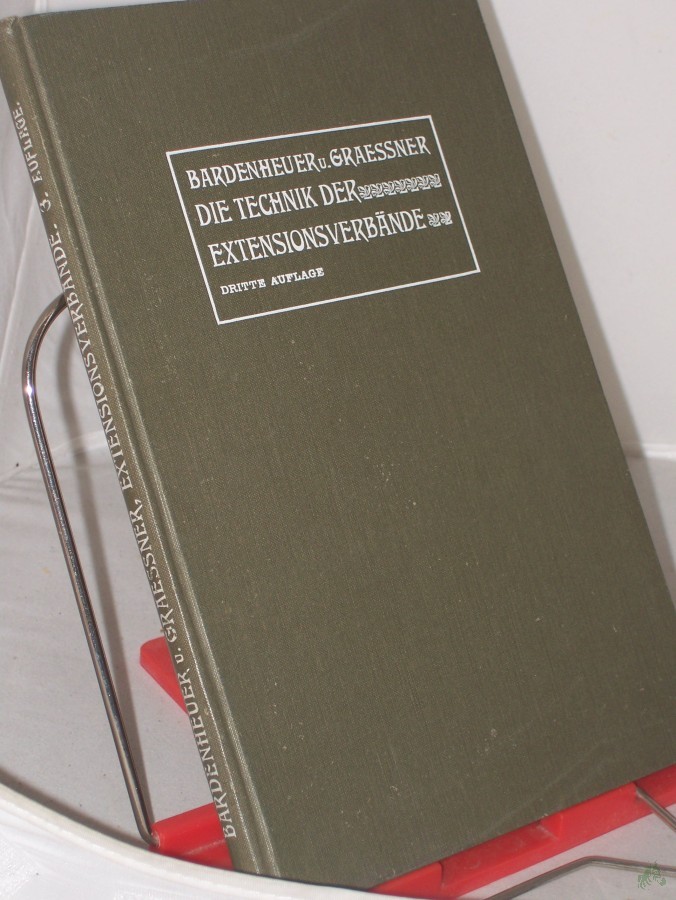 BARDENHEUER U. GRAESSNER
DIE TECHNIK DER
EXTENSIONSVERBÄNDE
DRITTE AUFLAGE
BARDENHEUER U. GRAESSNER, EXTENSIONSVERBÄNDE. 3. AUFLAGE.